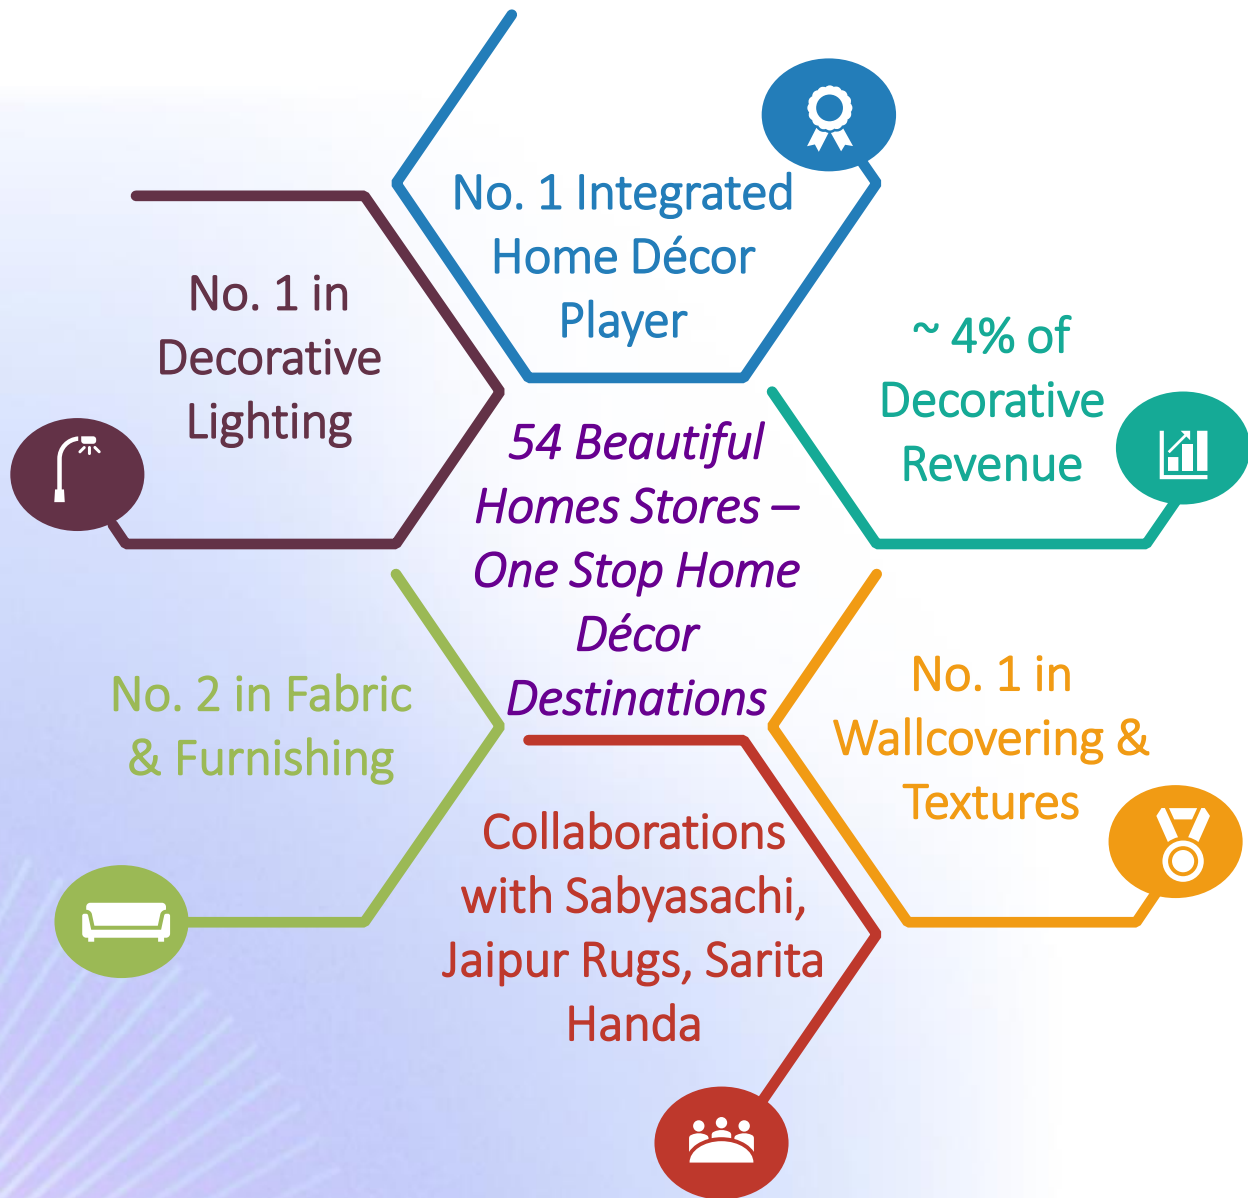 No. 1 Integrated
Home Décor
Player
No. 1 in
Decorative
Lighting
~ 4% of
Decorative
Revenue
54 Beautiful
Homes Stores –
One Stop Home
Décor
Destinations
No. 2 in Fabric
& Furnishing
No. 1 in
Wallcovering &
Textures
Collaborations
with Sabyasachi,
Jaipur Rugs, Sarita
Handa